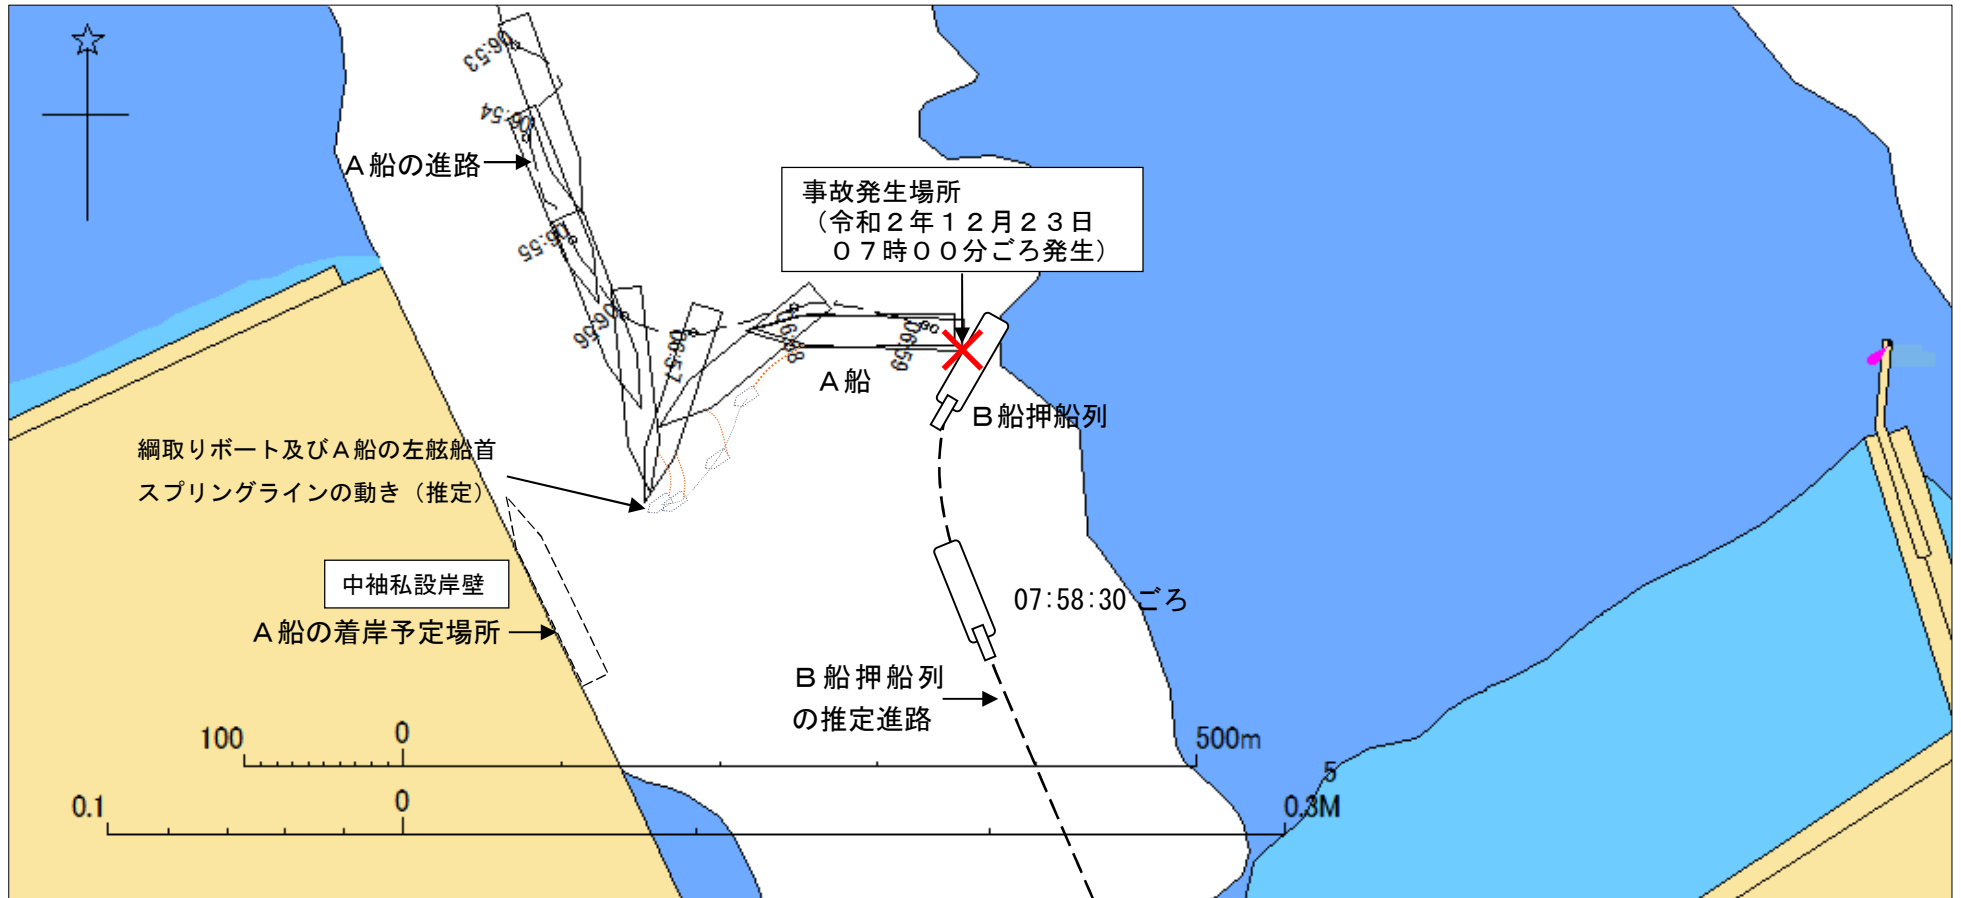 06:53
06:54
A船の進路
事故発生場所
（令和２年１２月２３日
０７時００分ごろ発生）
06:55
06:56
06:57
06:58
06:59
A船
B船押船列
綱取りボート及びA船の左舷船首
スプリングラインの動き（推定）
中袖私設岸壁
A船の着岸予定場所
07:58:30 ごろ
B船押船列
の推定進路
100
0
500m
5
0.1
0
0.3M